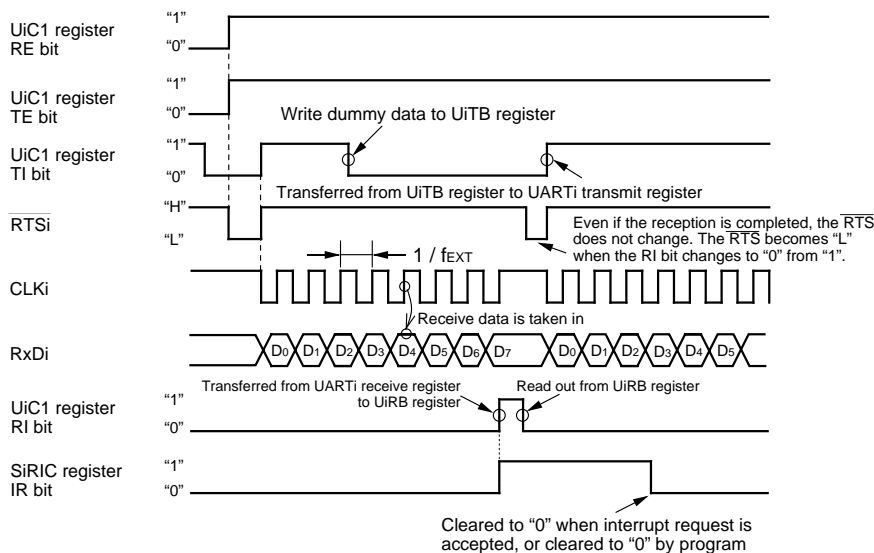 UiC1 register
RE bit
“1”
“0”
UiC1 register
TE bit
“1”
“0”
Write dummy data to UiTB register
UiC1 register
TI bit
“1”
“0”
Transferred from UiTB register to UARTi transmit register
RTSi
“H”
“L”
Even if the reception is completed, the RTS
does not change. The RTS becomes “L”
when the RI bit changes to “0” from “1”.
1 / fEXT
CLKi
Receive data is taken in
RxDi
D0 D1 D2 D3 D4 D5 D6 D7 D0 D1 D2 D3 D4 D5
Transferred from UARTi receive register
to UiRB register
Read out from UiRB register
UiC1 register
RI bit
“1”
“0”
SiRIC register
IR bit
“1”
“0”
Cleared to “0” when interrupt request is
accepted, or cleared to “0” by program